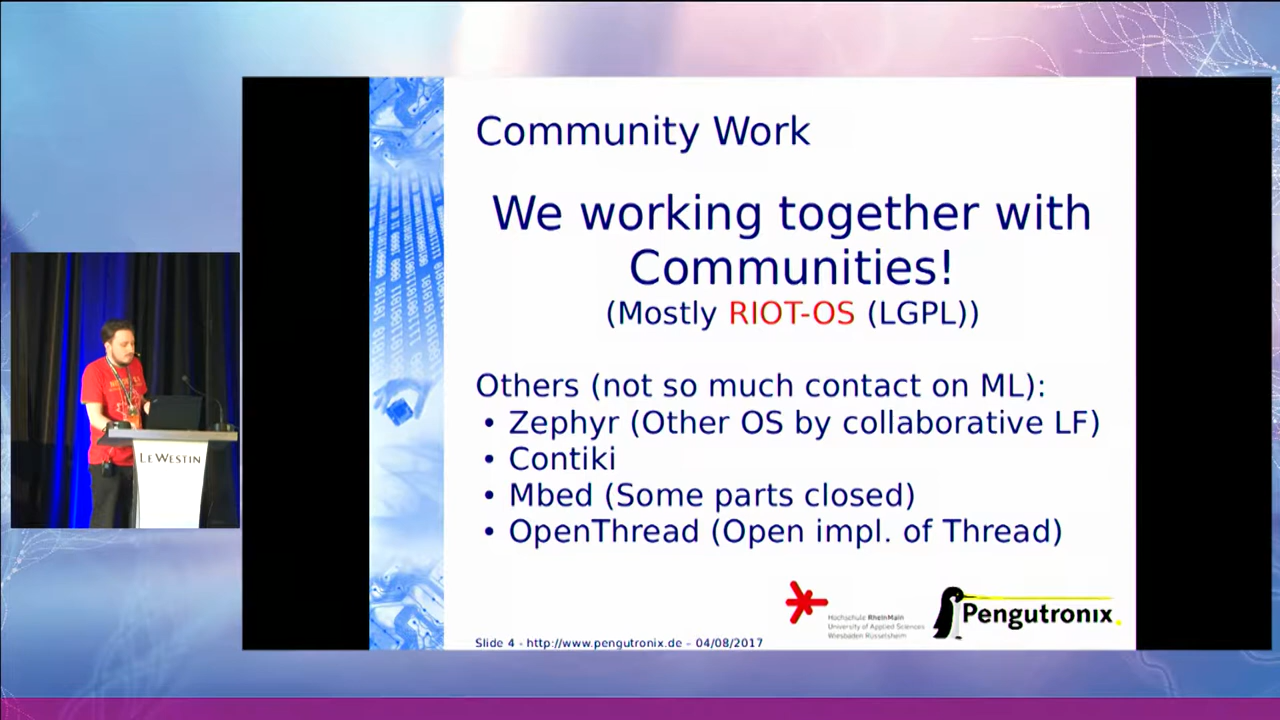 Community Work
We working together with
Communities!
(Mostly RIOT-OS (LGPL))
Others (not so much contact on ML):
• Zephyr (Other OS by collaborative LF)
• Contiki
• Mbed (Some parts closed)
• OpenThread (Open impl. of Thread)
Hochschule RheinMain
University of Applied Sciences
Wiesbaden Rüsselsheim
Pengutronix
Slide 4 - http://www.pengutronix.de – 04/08/2017
LE WESTIN